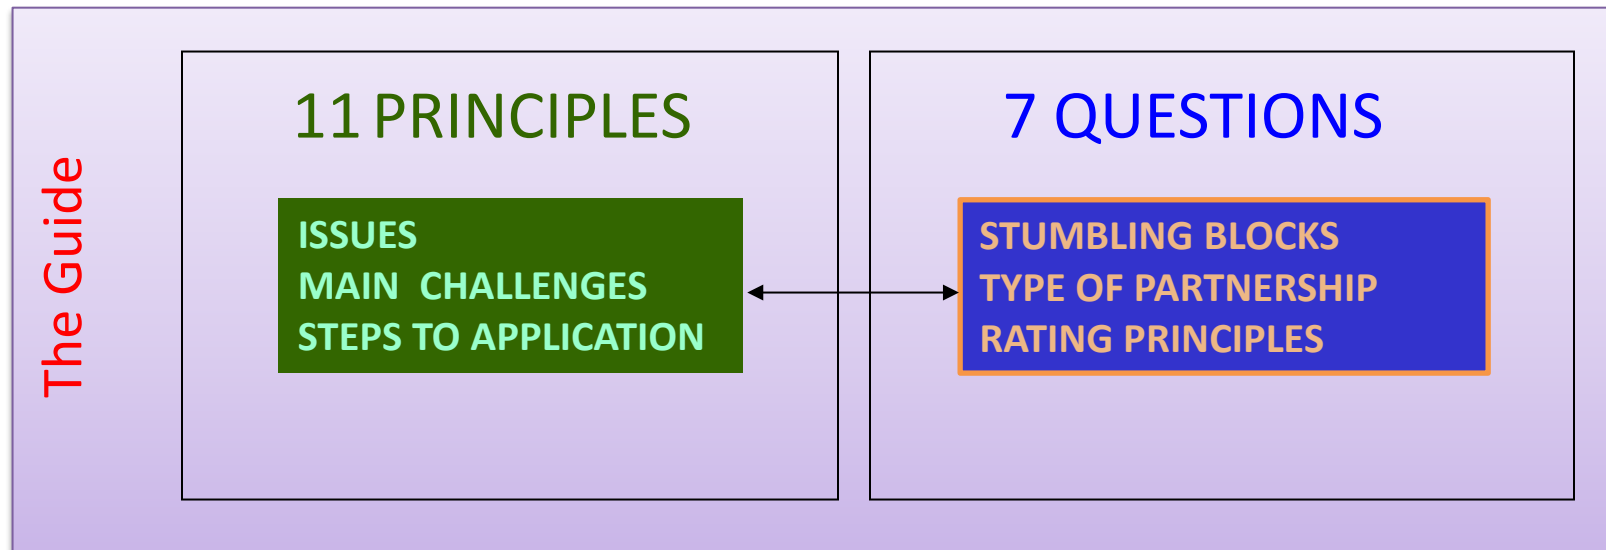 The Guide
11 PRINCIPLES
ISSUES
MAIN CHALLENGES
STEPS TO APPLICATION
7 QUESTIONS
STUMBLING BLOCKS
TYPE OF PARTNERSHIP
RATING PRINCIPLES